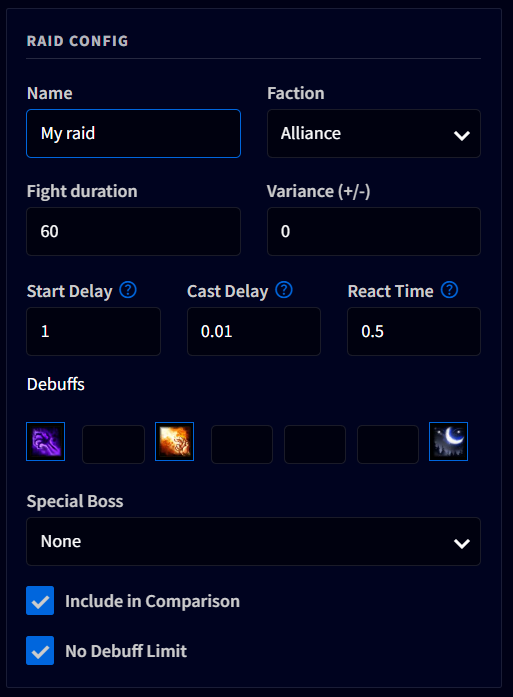 RAID CONFIG
Name Faction
My raid Alliance
Fight duration Variance (+/-)
60 0
Start Delay ? Cast Delay ? React Time ?
1 0.01 0.5
Debuffs
Special Boss
None
Include in Comparison
No Debuff Limit